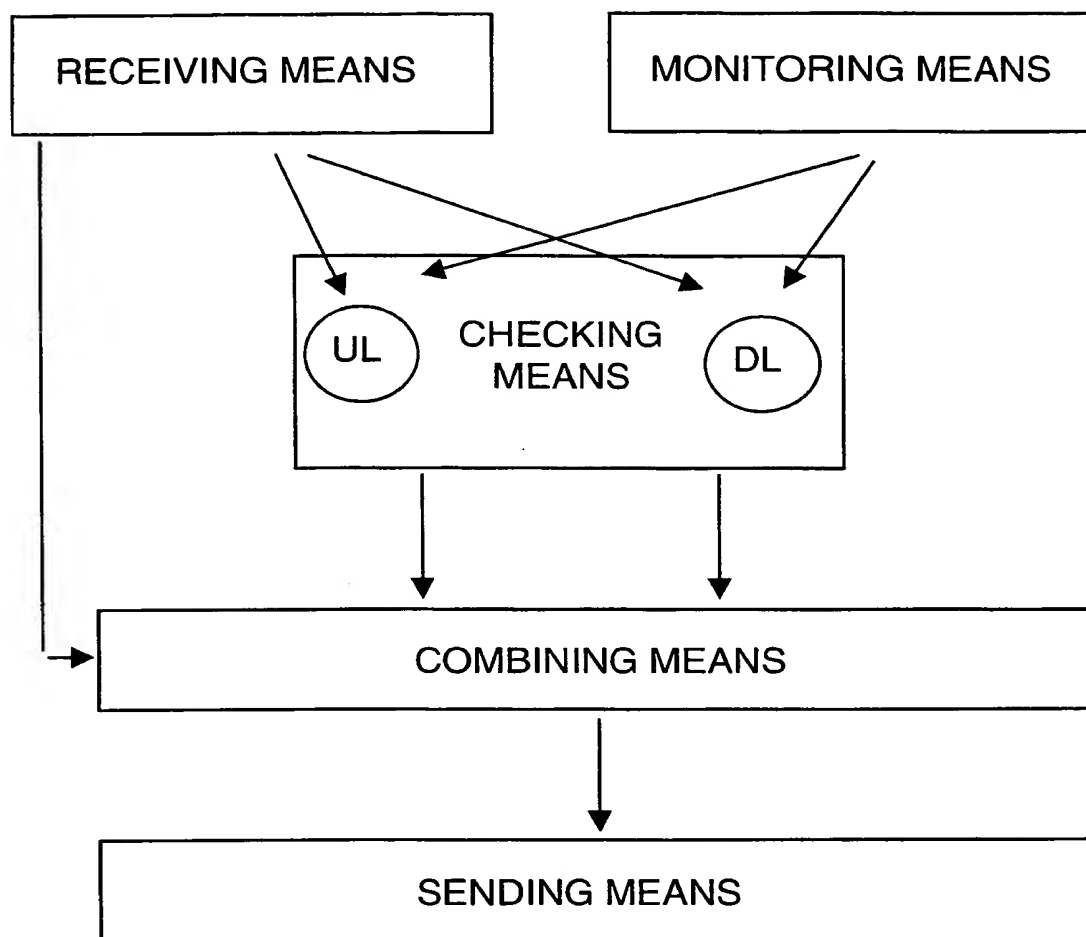 RECEIVING MEANS
MONITORING MEANS
UL
CHECKING
MEANS
DL
COMBINING MEANS
SENDING MEANS